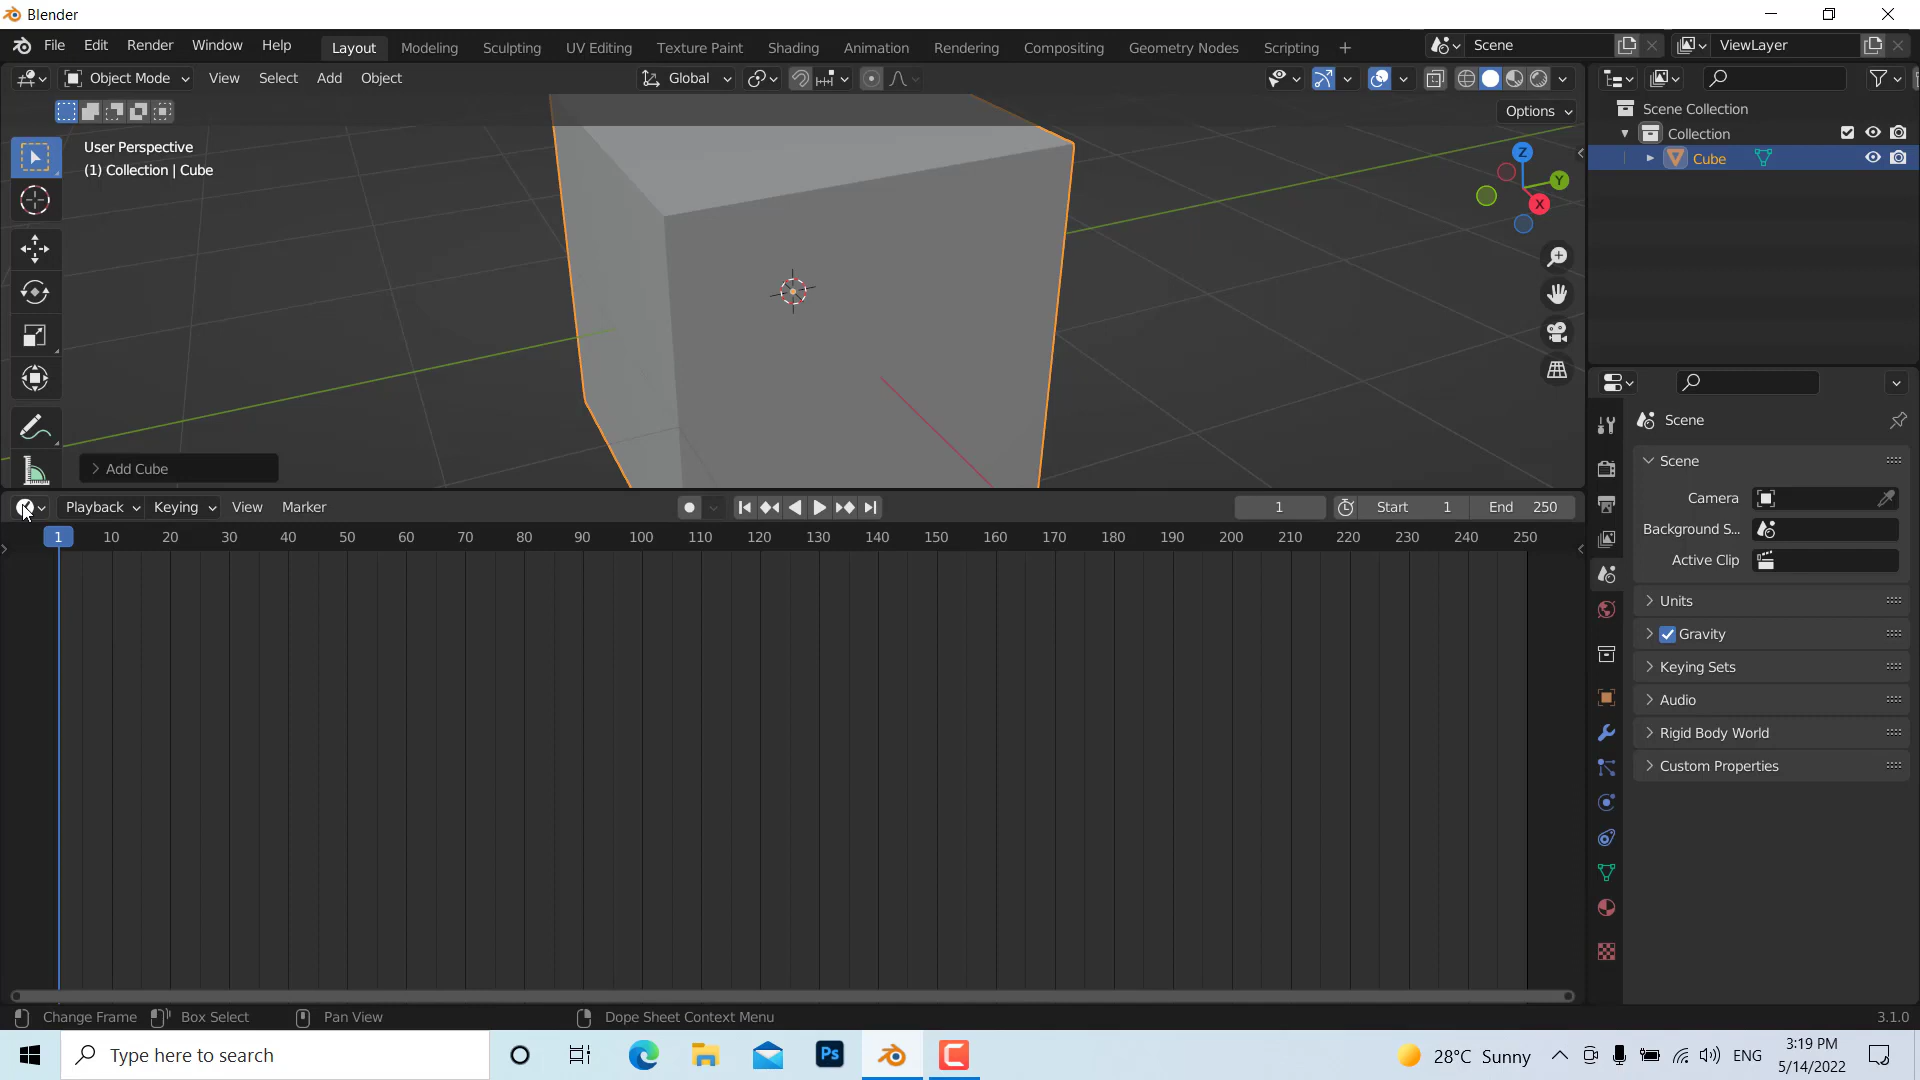 Blender
File Edit Render Window Help Layout Modeling Sculpting UV Editing Texture Paint Shading Animation Rendering Compositing Geometry Nodes Scripting + Scene ViewLayer
Object Mode View Select Add Object Global
Options
User Perspective
(1) Collection | Cube
Z
Y
X
Add Cube
Scene Collection
Collection
Cube
Scene
Scene
Camera
Background S...
Active Clip
Units
Gravity
Keying Sets
Audio
Rigid Body World
Custom Properties
Playback Keying View Marker 1 Start 1 End 250
1 10 20 30 40 50 60 70 80 90 100 110 120 130 140 150 160 170 180 190 200 210 220 230 240 250
Change Frame Box Select Pan View Dope Sheet Context Menu 3.1.0
Type here to search
Ps
28°C Sunny
ENG
3:19 PM
5/14/2022